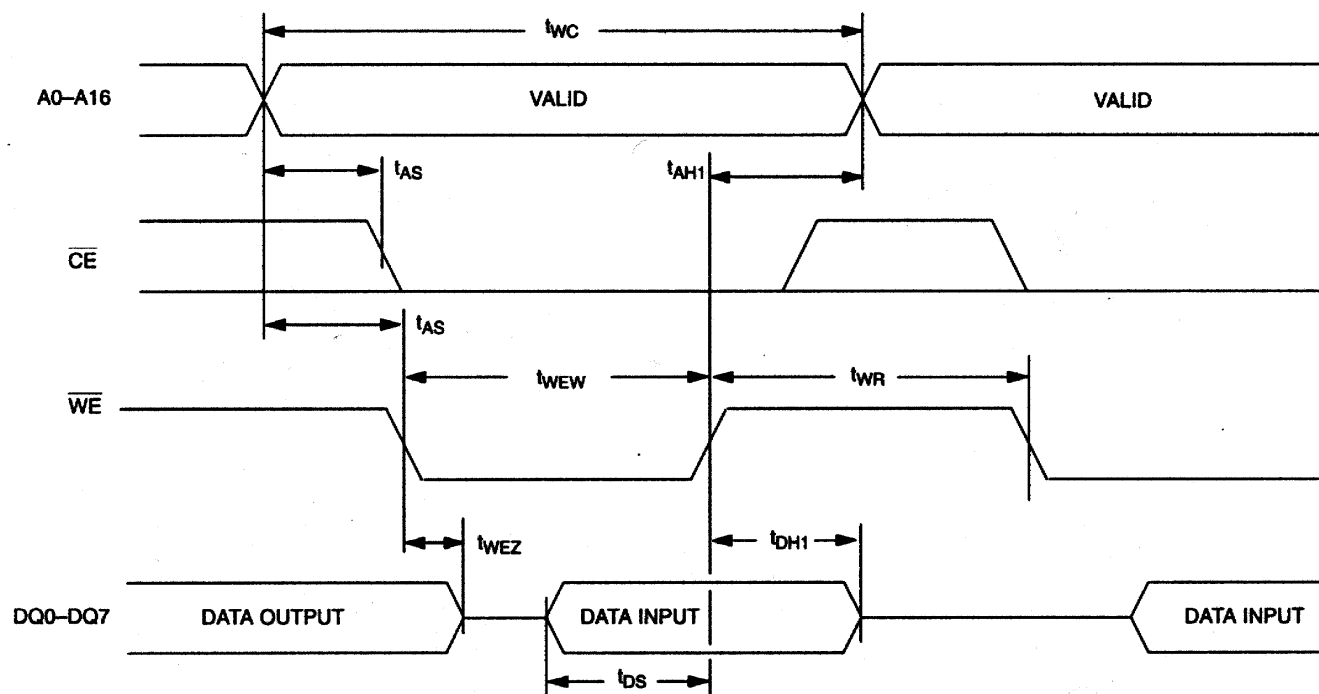 tWC
A0–A16 VALID VALID
tAS tAH1
CE
tAS
tWEW tWR
WE
tWEZ tDH1
DQ0–DQ7 DATA OUTPUT DATA INPUT DATA INPUT
tDS